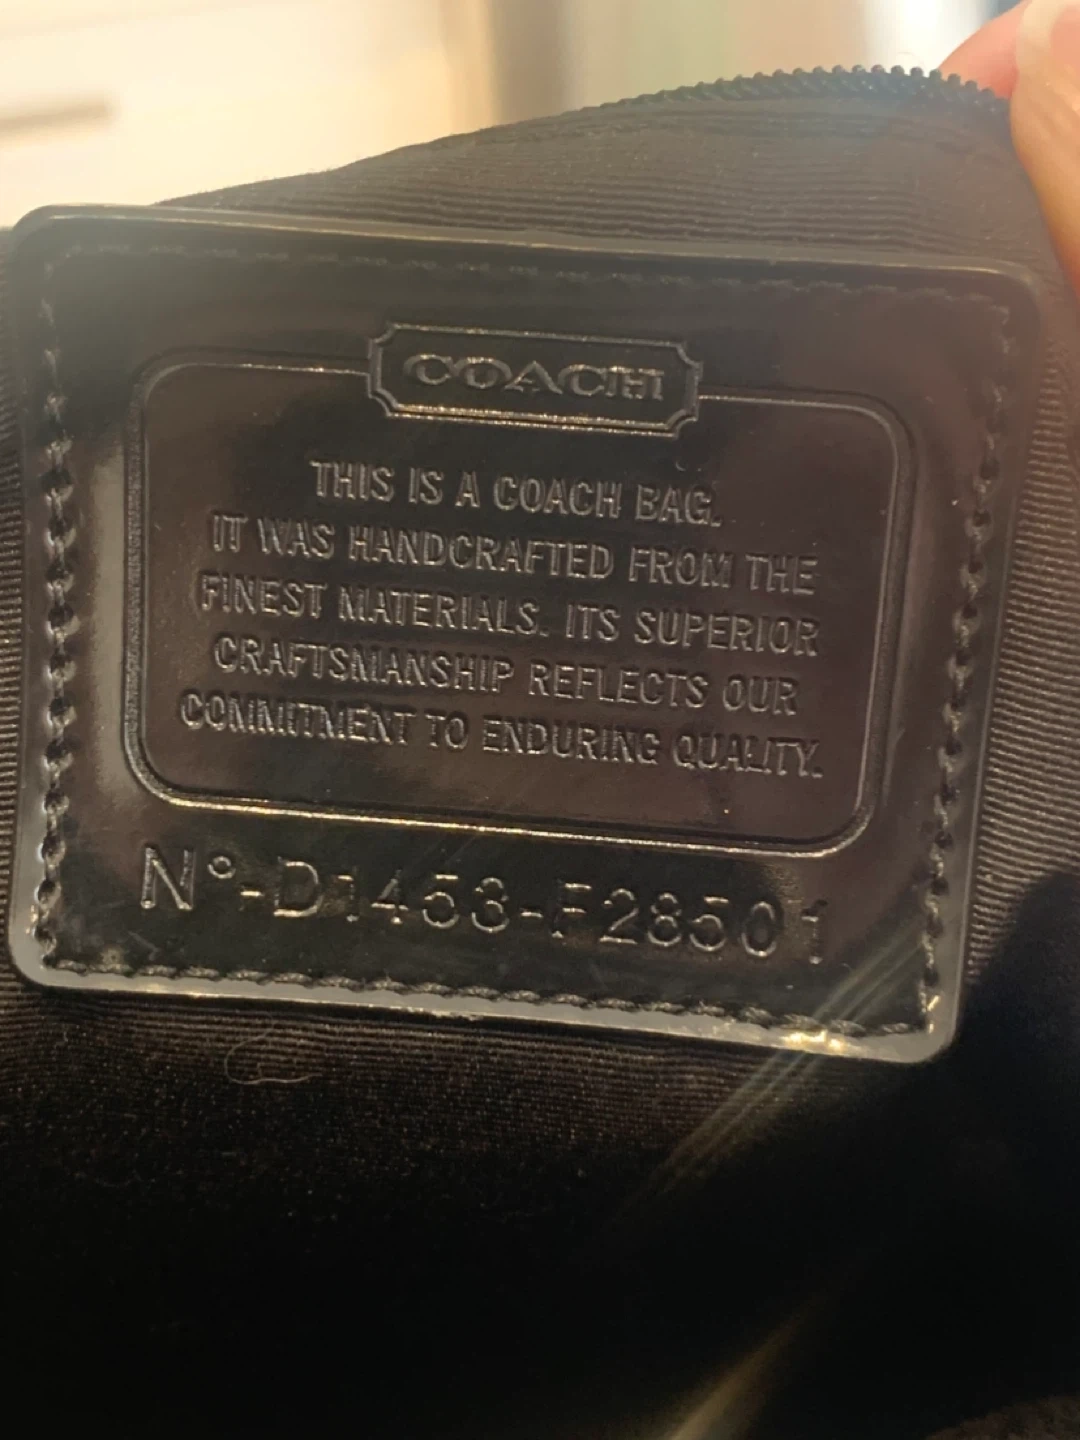 COACH
THIS IS A COACH BAG.
IT WAS HANDCRAFTED FROM THE
FINEST MATERIALS. ITS SUPERIOR
CRAFTSMANSHIP REFLECTS OUR
COMMITMENT TO ENDURING QUALITY.
Nº-D1453-F28501